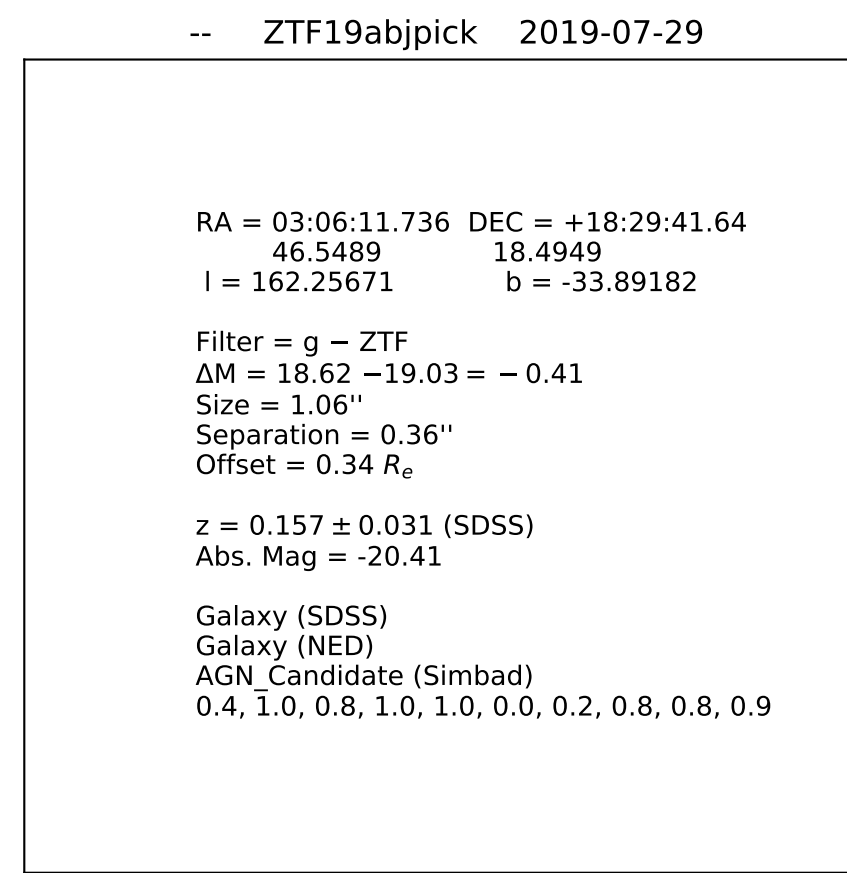 -- ZTF19abjpick 2019-07-29
RA = 03:06:11.736 DEC = +18:29:41.64
46.5489 18.4949
l = 162.25671 b = -33.89182
Filter = g − ZTF
ΔM = 18.62 −19.03 = − 0.41
Size = 1.06''
Separation = 0.36''
Offset = 0.34 Re
z = 0.157 ± 0.031 (SDSS)
Abs. Mag = -20.41
Galaxy (SDSS)
Galaxy (NED)
AGN_Candidate (Simbad)
0.4, 1.0, 0.8, 1.0, 1.0, 0.0, 0.2, 0.8, 0.8, 0.9